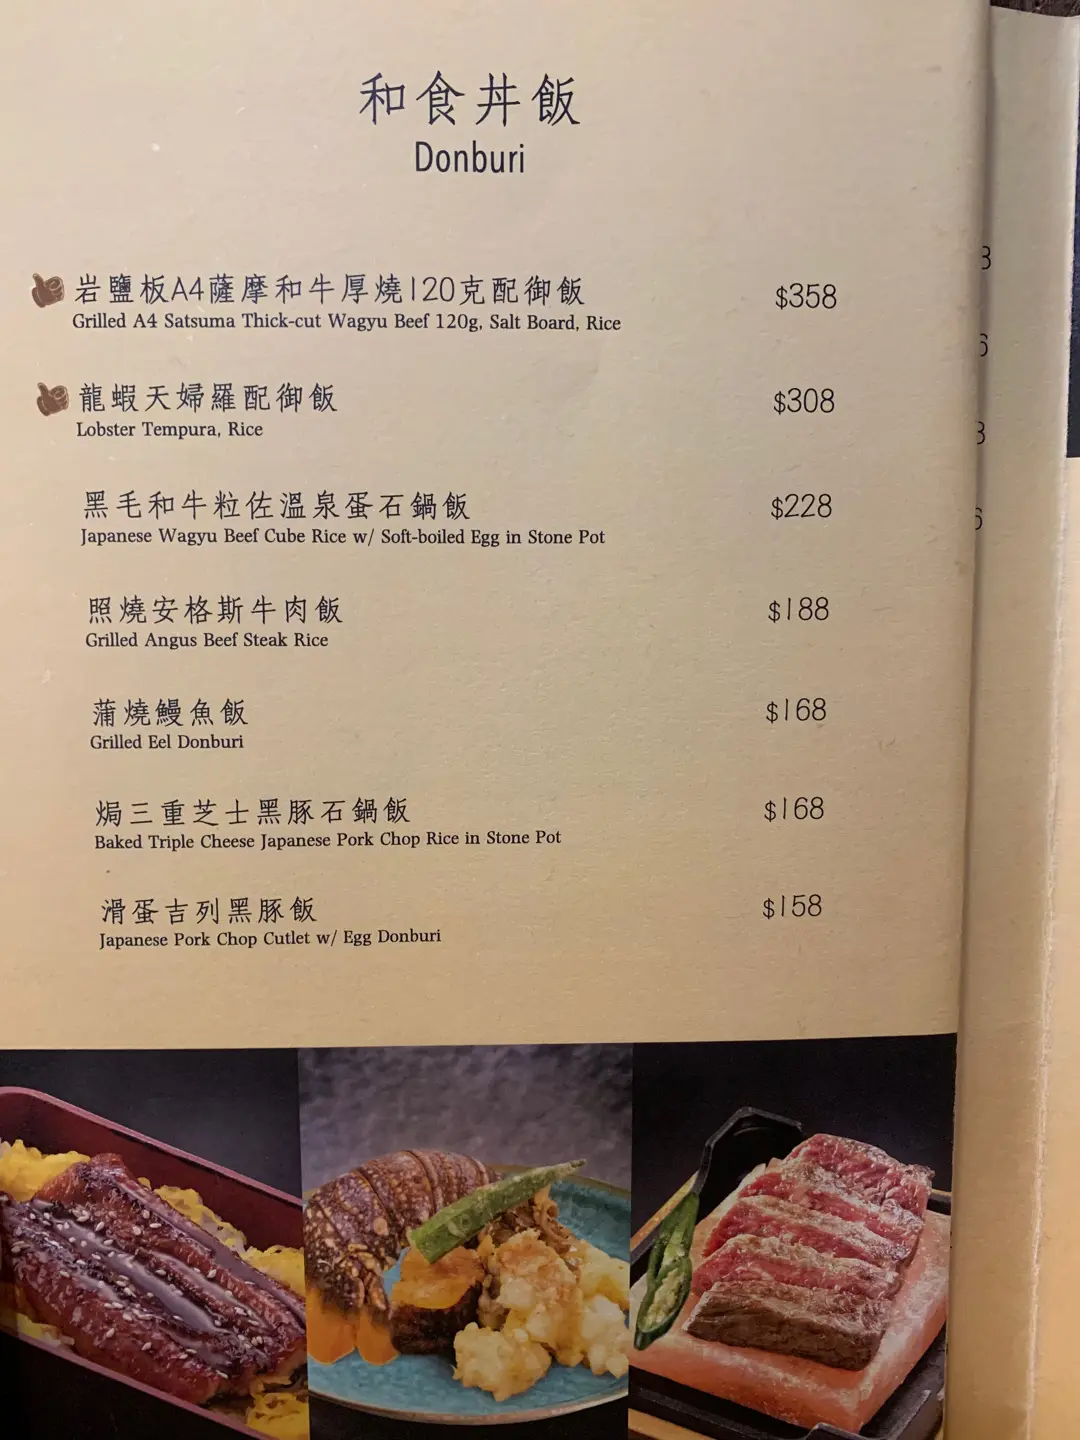 和食丼飯
Donburi
岩鹽板A4薩摩和牛厚燒120克配御飯 $358
Grilled A4 Satsuma Thick-cut Wagyu Beef 120g, Salt Board, Rice
龍蝦天婦羅配御飯 $308
Lobster Tempura, Rice
黑毛和牛粒佐溫泉蛋石鍋飯 $228
Japanese Wagyu Beef Cube Rice w/ Soft-boiled Egg in Stone Pot
照燒安格斯牛肉飯 $188
Grilled Angus Beef Steak Rice
蒲燒鰻魚飯 $168
Grilled Eel Donburi
焗三重芝士黑豚石鍋飯 $168
Baked Triple Cheese Japanese Pork Chop Rice in Stone Pot
滑蛋吉列黑豚飯 $158
Japanese Pork Chop Cutlet w/ Egg Donburi